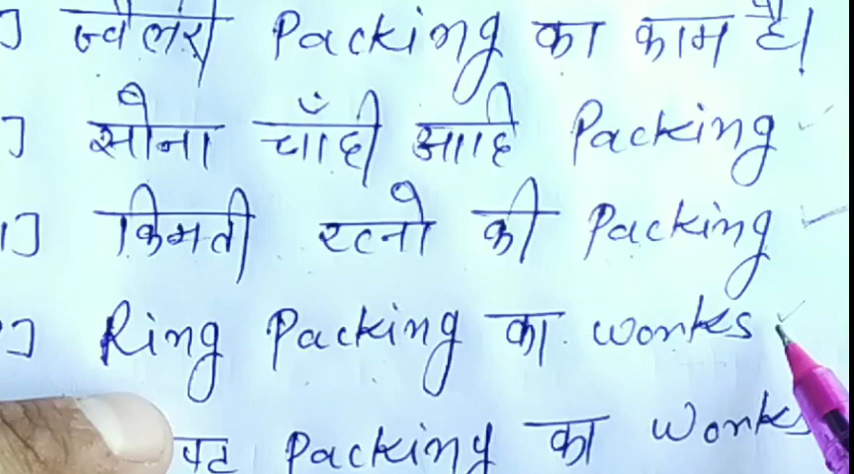 ] ज्वैलरी Packing का काम है।
] सोना चाँदी आदि Packing
] किमती रत्नो की Packing
] Ring Packing का works
Packing का works